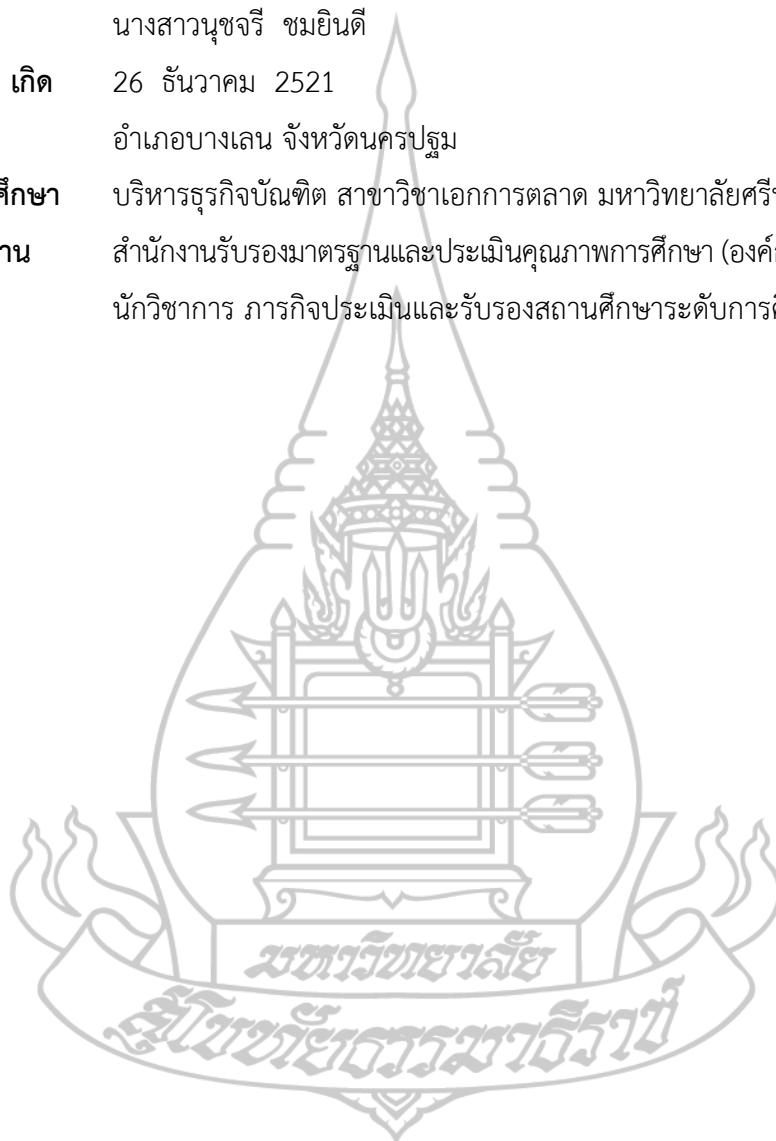 นางสาวนุชจรี ชมยินดี
เกิด 26 ธันวาคม 2521
อำเภอบางเลน จังหวัดนครปฐม
ศึกษา บริหารธุรกิจบัณฑิต สาขาวิชาเอกการตลาด มหาวิทยาลัยศรี
าน สำนักงานรับรองมาตรฐานและประเมินคุณภาพการศึกษา (องค์
นักวิชาการ ภารกิจประเมินและรับรองสถานศึกษาระดับการ
มหาวิทยาลัย
สุโขทัยธรรมาธิราช